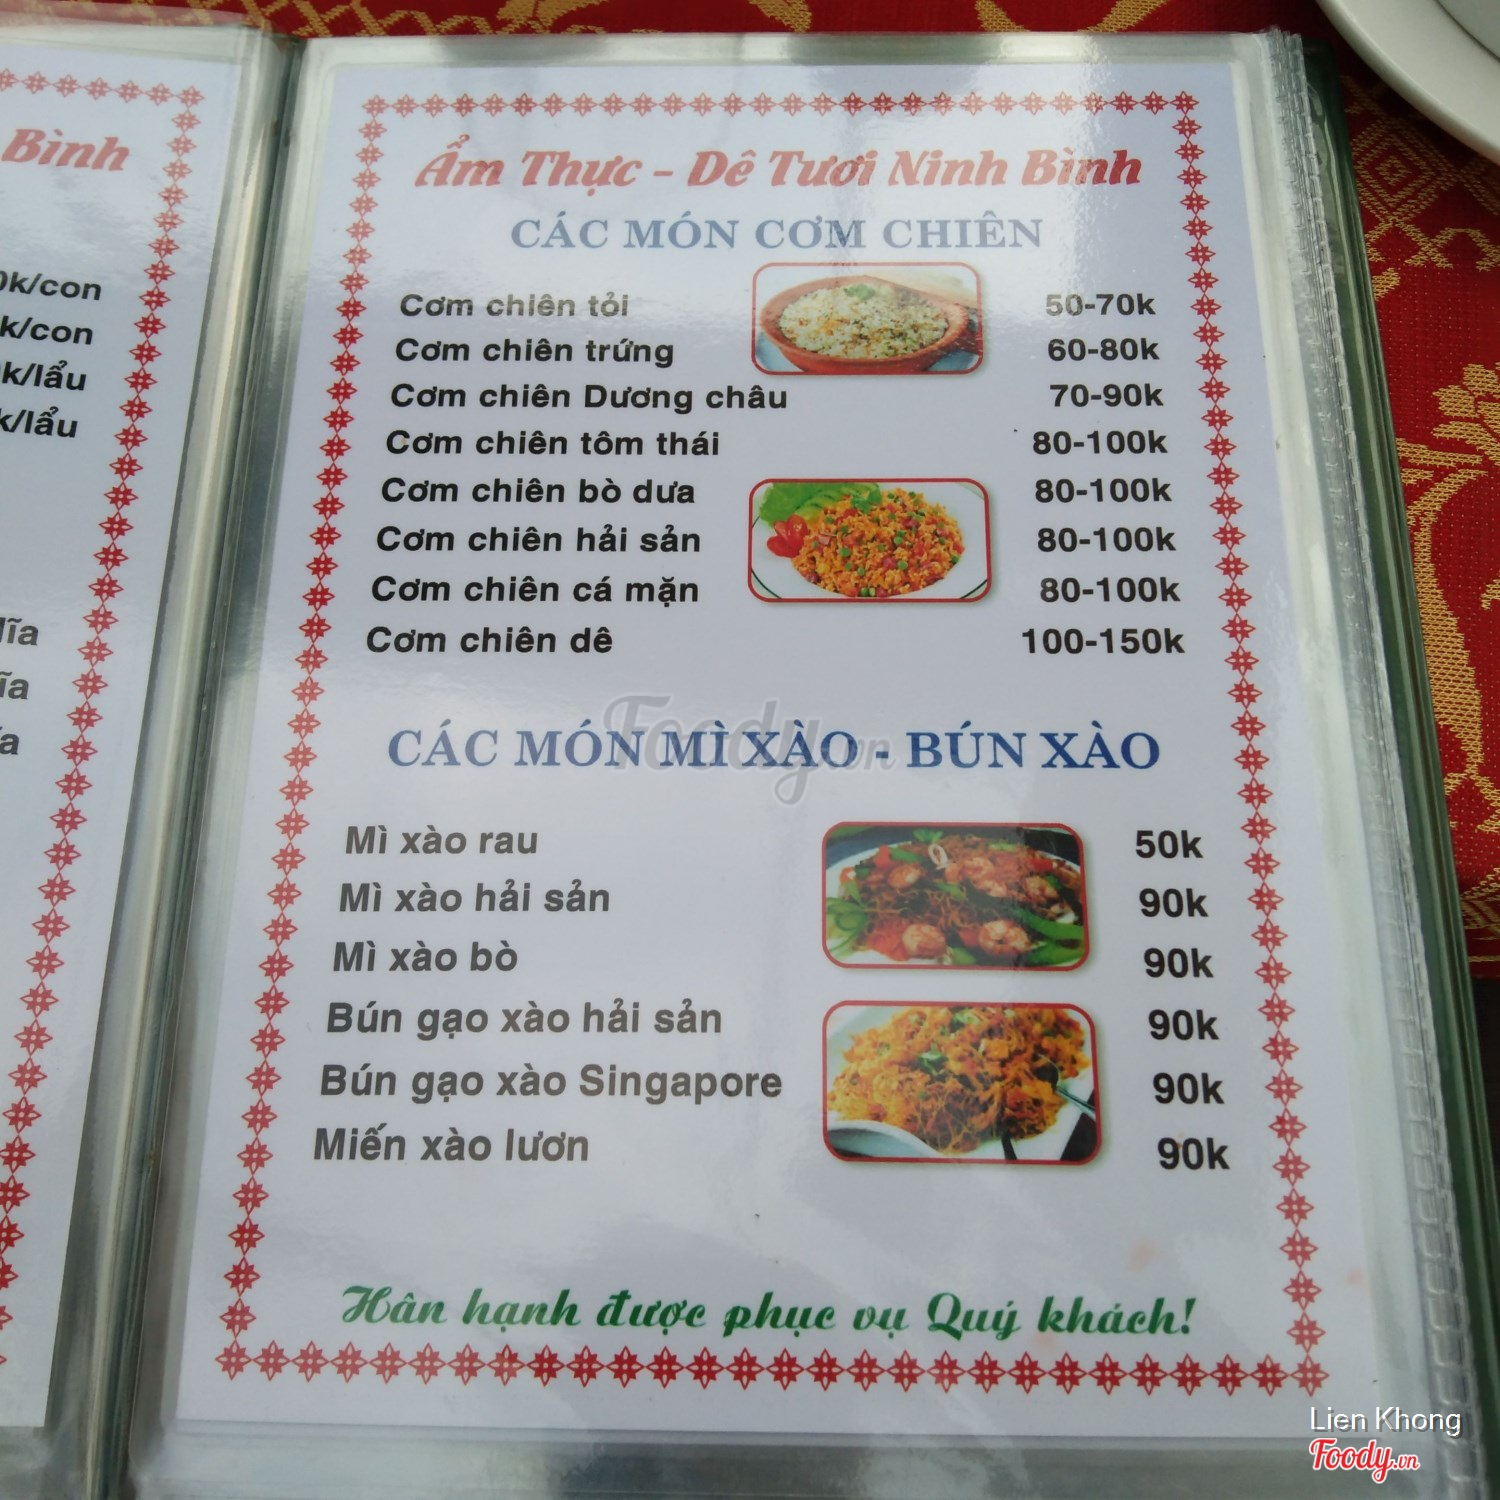 Bình
0k/con
k/con
k/lẩu
k/lẩu
ĩa
ĩa
Ẩm Thực - Dê Tươi Ninh Bình
CÁC MÓN CƠM CHIÊN
Cơm chiên tỏi 50-70k
Cơm chiên trứng 60-80k
Cơm chiên Dương châu 70-90k
Cơm chiên tôm thái 80-100k
Cơm chiên bò dưa 80-100k
Cơm chiên hải sản 80-100k
Cơm chiên cá mặn 80-100k
Cơm chiên dê 100-150k
CÁC MÓN MÌ XÀO - BÚN XÀO
Foody.vn
Mì xào rau 50k
Mì xào hải sản 90k
Mì xào bò 90k
Bún gạo xào hải sản 90k
Bún gạo xào Singapore 90k
Miến xào lươn 90k
Hân hạnh được phục vụ Quý khách!
Lien Khong
Foody.vn